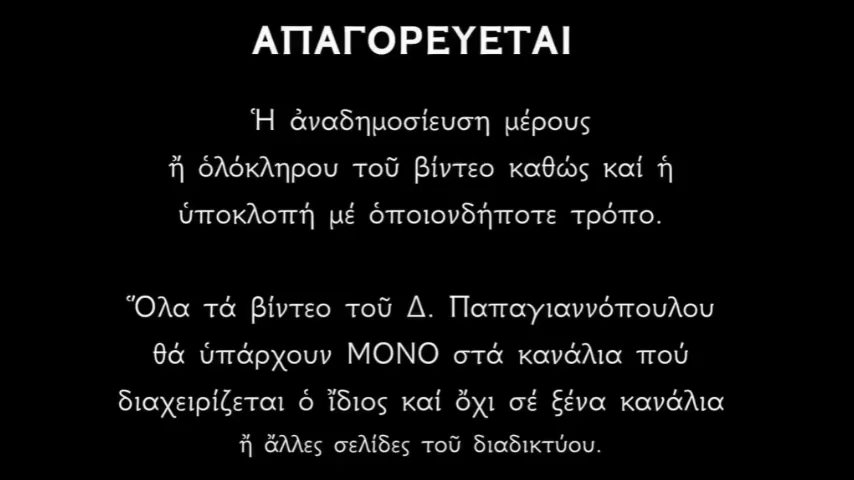 ΑΠΑΓΟΡΕΥΕΤΑΙ
Ἡ ἀναδημοσίευση μέρους
ἤ ὁλόκληρου τοῦ βίντεο καθώς καί ἡ
ὑποκλοπή μέ ὁποιονδήποτε τρόπο.
Ὅλα τά βίντεο τοῦ Δ. Παπαγιαννόπουλου
θά ὑπάρχουν ΜΟΝΟ στά κανάλια πού
διαχειρίζεται ὁ ἴδιος καί ὄχι σέ ξένα κανάλια
ἤ ἄλλες σελίδες τοῦ διαδικτύου.